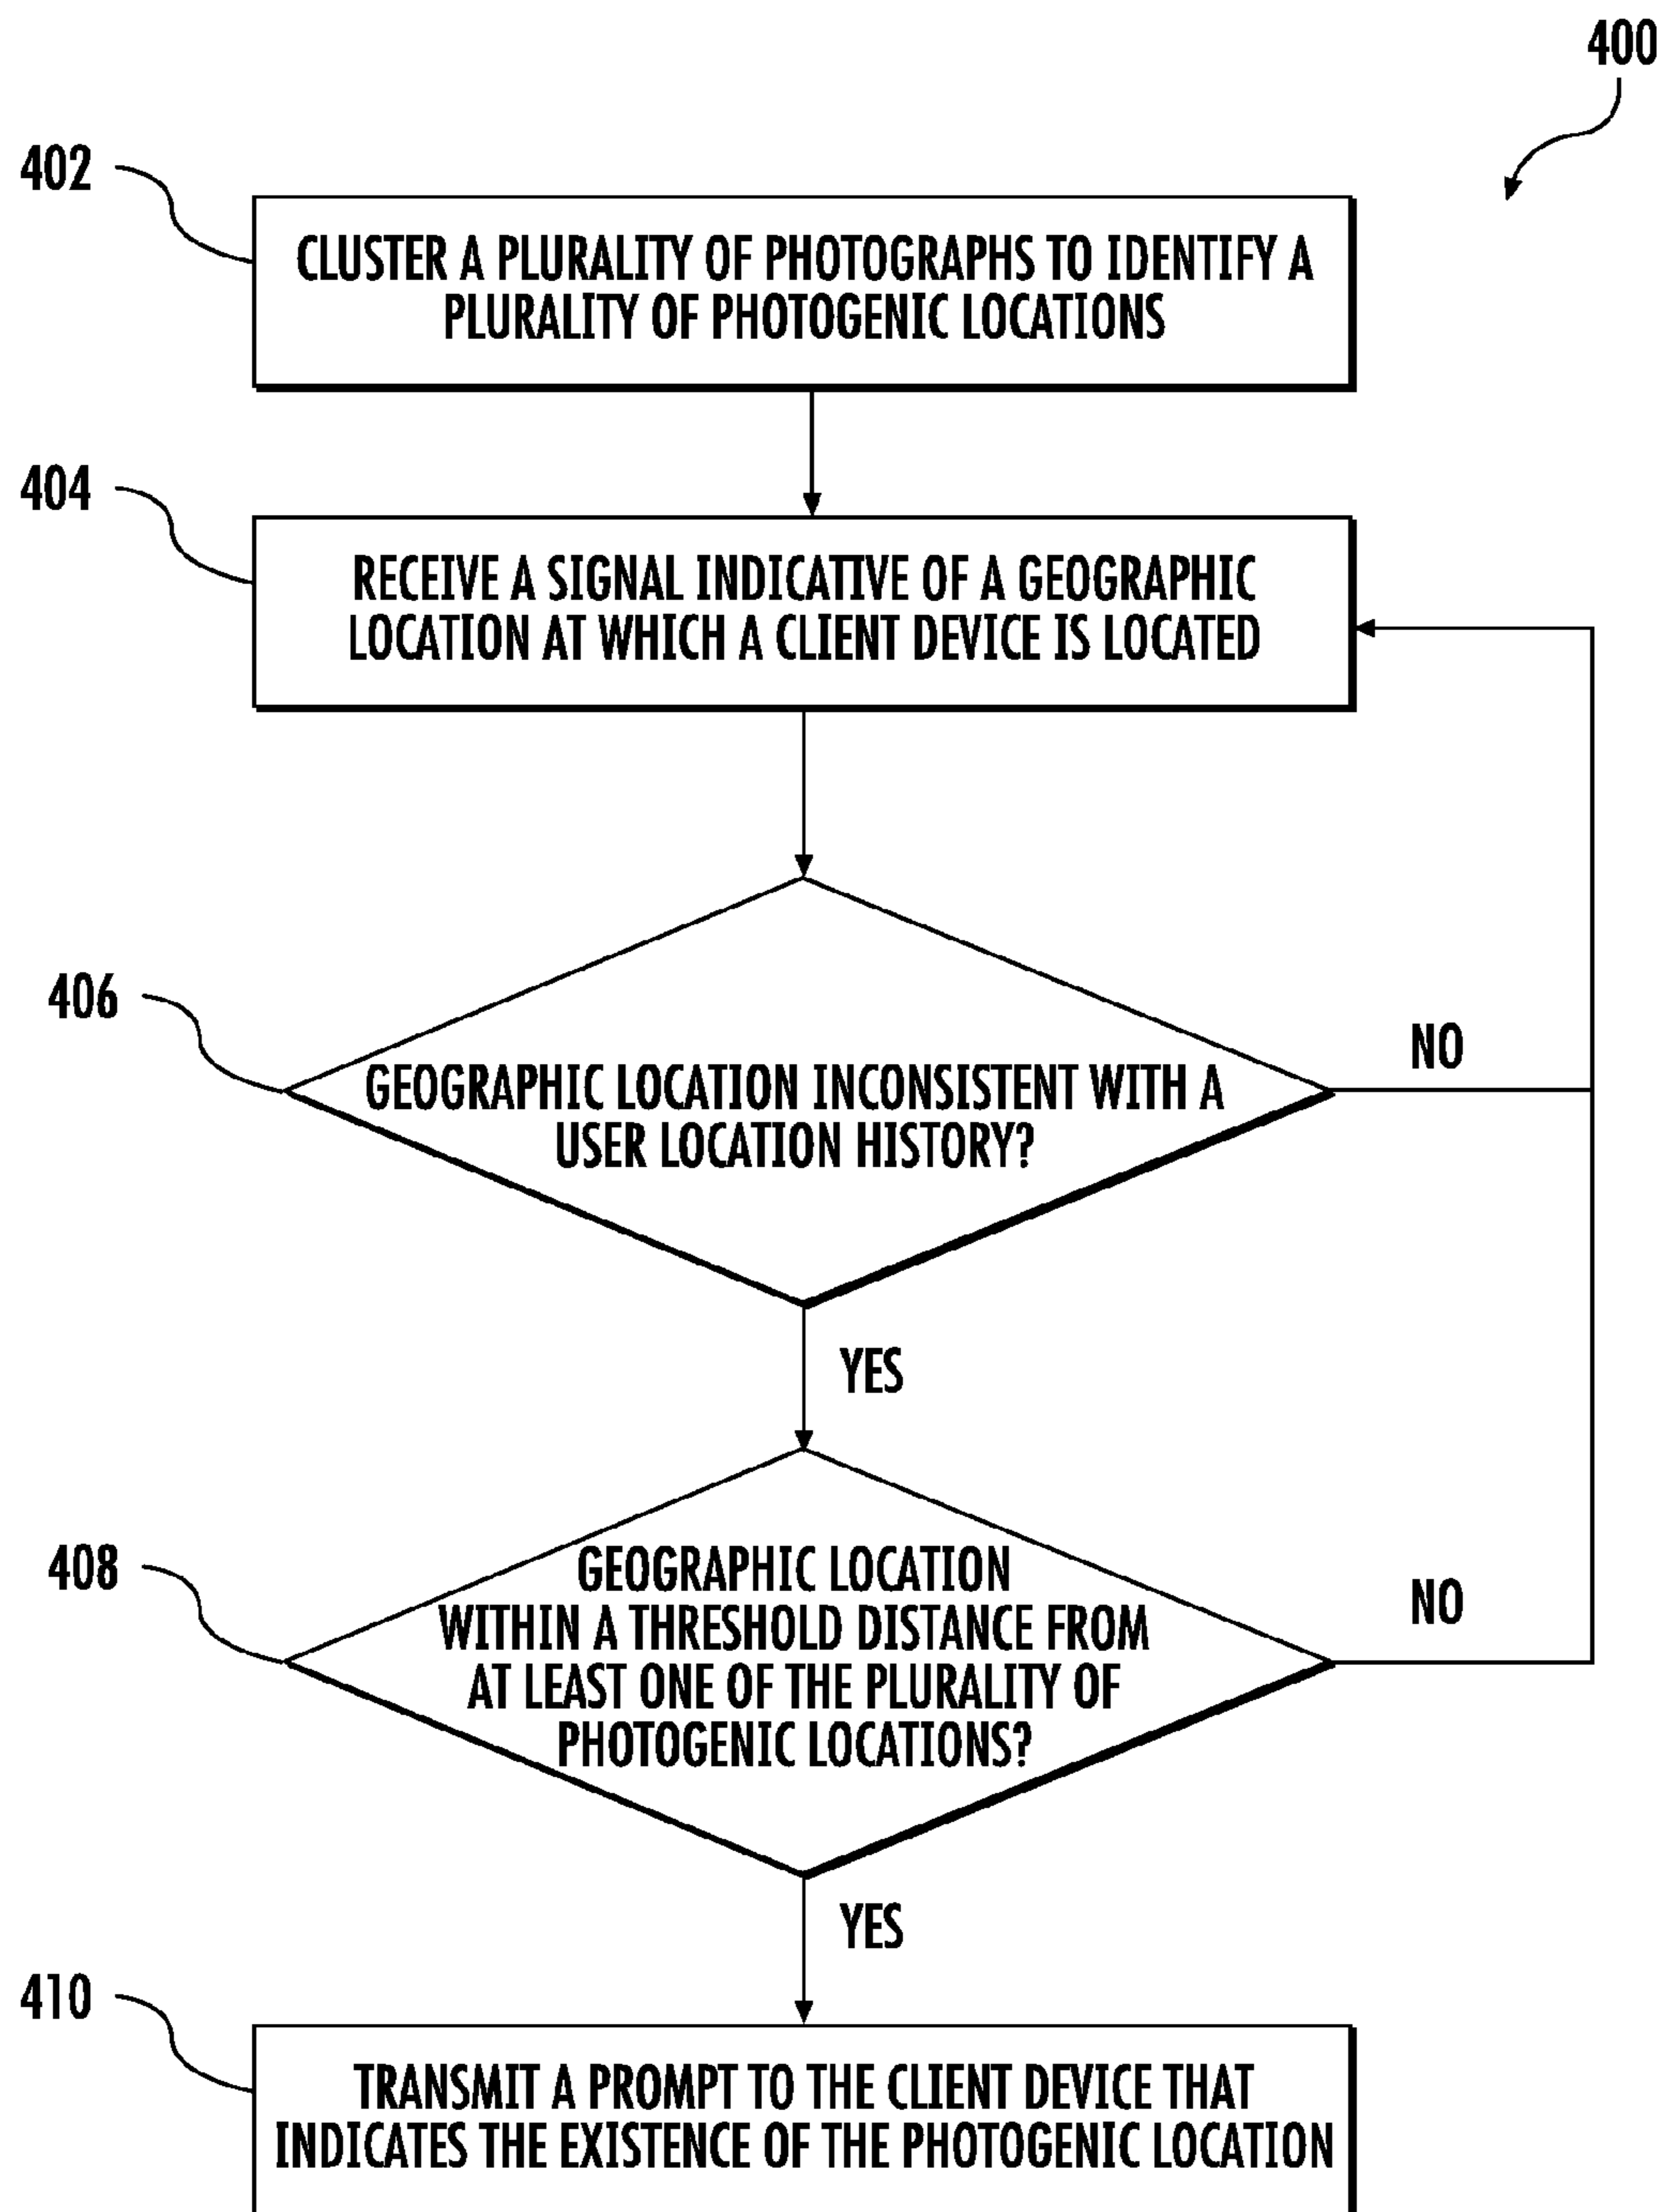 400
402
CLUSTER A PLURALITY OF PHOTOGRAPHS TO IDENTIFY A
PLURALITY OF PHOTOGENIC LOCATIONS
404
RECEIVE A SIGNAL INDICATIVE OF A GEOGRAPHIC
LOCATION AT WHICH A CLIENT DEVICE IS LOCATED
406
GEOGRAPHIC LOCATION INCONSISTENT WITH A
USER LOCATION HISTORY?
NO
YES
408
GEOGRAPHIC LOCATION
WITHIN A THRESHOLD DISTANCE FROM
AT LEAST ONE OF THE PLURALITY OF
PHOTOGENIC LOCATIONS?
NO
YES
410
TRANSMIT A PROMPT TO THE CLIENT DEVICE THAT
INDICATES THE EXISTENCE OF THE PHOTOGENIC LOCATION